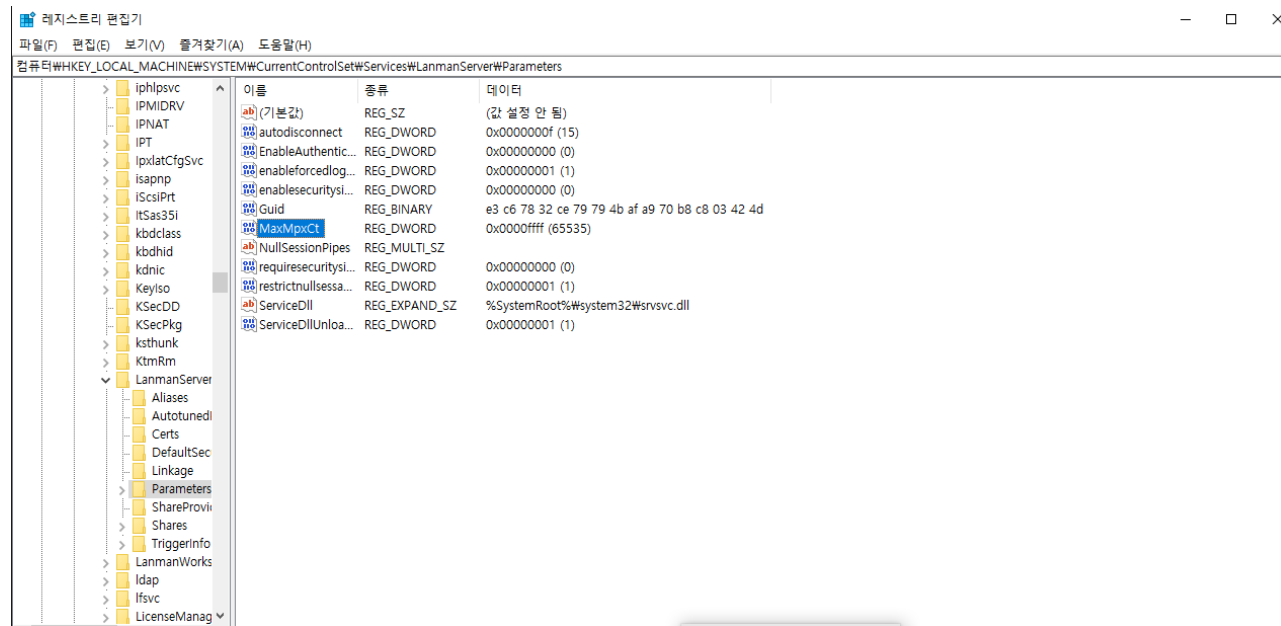 레지스트리 편집기
파일(F) 편집(E) 보기(V) 즐겨찾기(A) 도움말(H)
컴퓨터₩HKEY_LOCAL_MACHINE₩SYSTEM₩CurrentControlSet₩Services₩LanmanServer₩Parameters
iphlpsvc
IPMIDRV
IPNAT
IPT
IpxlatCfgSvc
isapnp
iScsiPrt
ItSas35i
kbdclass
kbdhid
kdnic
KeyIso
KSecDD
KSecPkg
ksthunk
KtmRm
LanmanServer
Aliases
AutotunedI
Certs
DefaultSec
Linkage
Parameters
ShareProvi
Shares
TriggerInfo
LanmanWorks
ldap
lfsvc
LicenseManag
이름 종류 데이터
(기본값) REG_SZ (값 설정 안 됨)
autodisconnect REG_DWORD 0x0000000f (15)
EnableAuthentic... REG_DWORD 0x00000000 (0)
enableforcedlog... REG_DWORD 0x00000001 (1)
enablesecuritysi... REG_DWORD 0x00000000 (0)
Guid REG_BINARY e3 c6 78 32 ce 79 79 4b af a9 70 b8 c8 03 42 4d
MaxMpxCt REG_DWORD 0x0000ffff (65535)
NullSessionPipes REG_MULTI_SZ
requiresecuritysi... REG_DWORD 0x00000000 (0)
restrictnullsessa... REG_DWORD 0x00000001 (1)
ServiceDll REG_EXPAND_SZ %SystemRoot%₩system32₩srvsvc.dll
ServiceDllUnloa... REG_DWORD 0x00000001 (1)